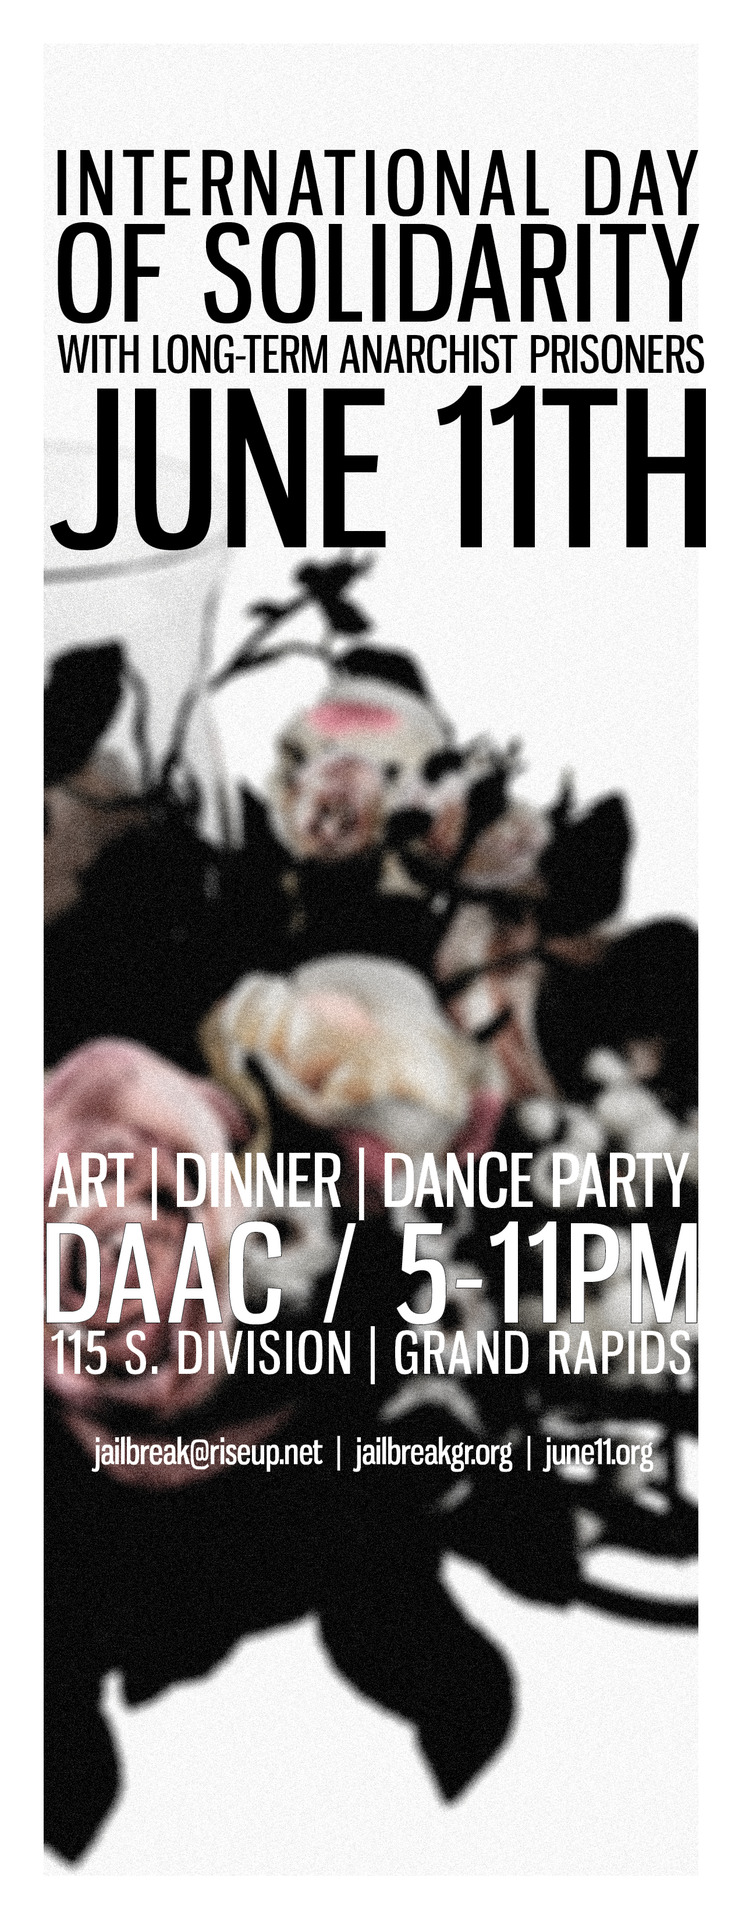 INTERNATIONAL DAY
OF SOLIDARITY
WITH LONG-TERM ANARCHIST PRISONERS
JUNE 11TH
ART | DINNER | DANCE PARTY
DAAC / 5-11PM
115 S. DIVISION | GRAND RAPIDS
jailbreak@riseup.net | jailbreakgr.org | june11.org